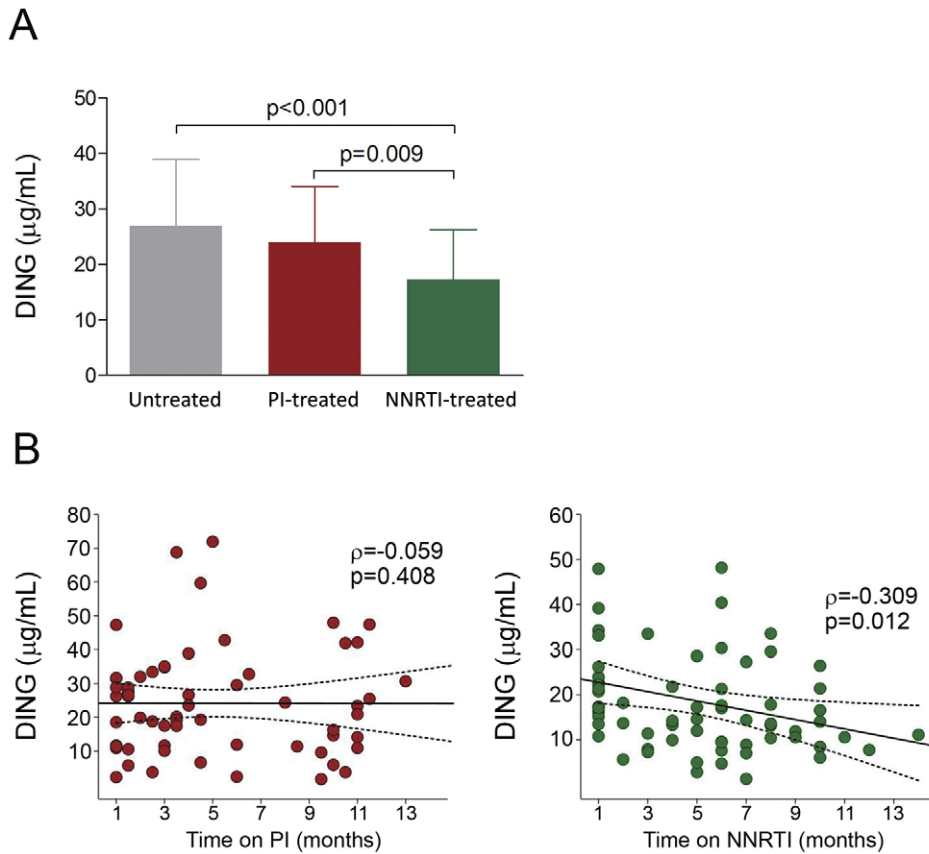 A
DING (μg/mL)
50
40
30
20
10
0
p<0.001
p=0.009
Untreated PI-treated NNRTI-treated
B
DING (μg/mL)
80
70
60
50
40
30
20
10
ρ=-0.059
p=0.408
1 3 5 7 9 11 13
Time on PI (months)
DING (μg/mL)
60
50
40
30
20
10
ρ=-0.309
p=0.012
1 3 5 7 9 11 13
Time on NNRTI (months)